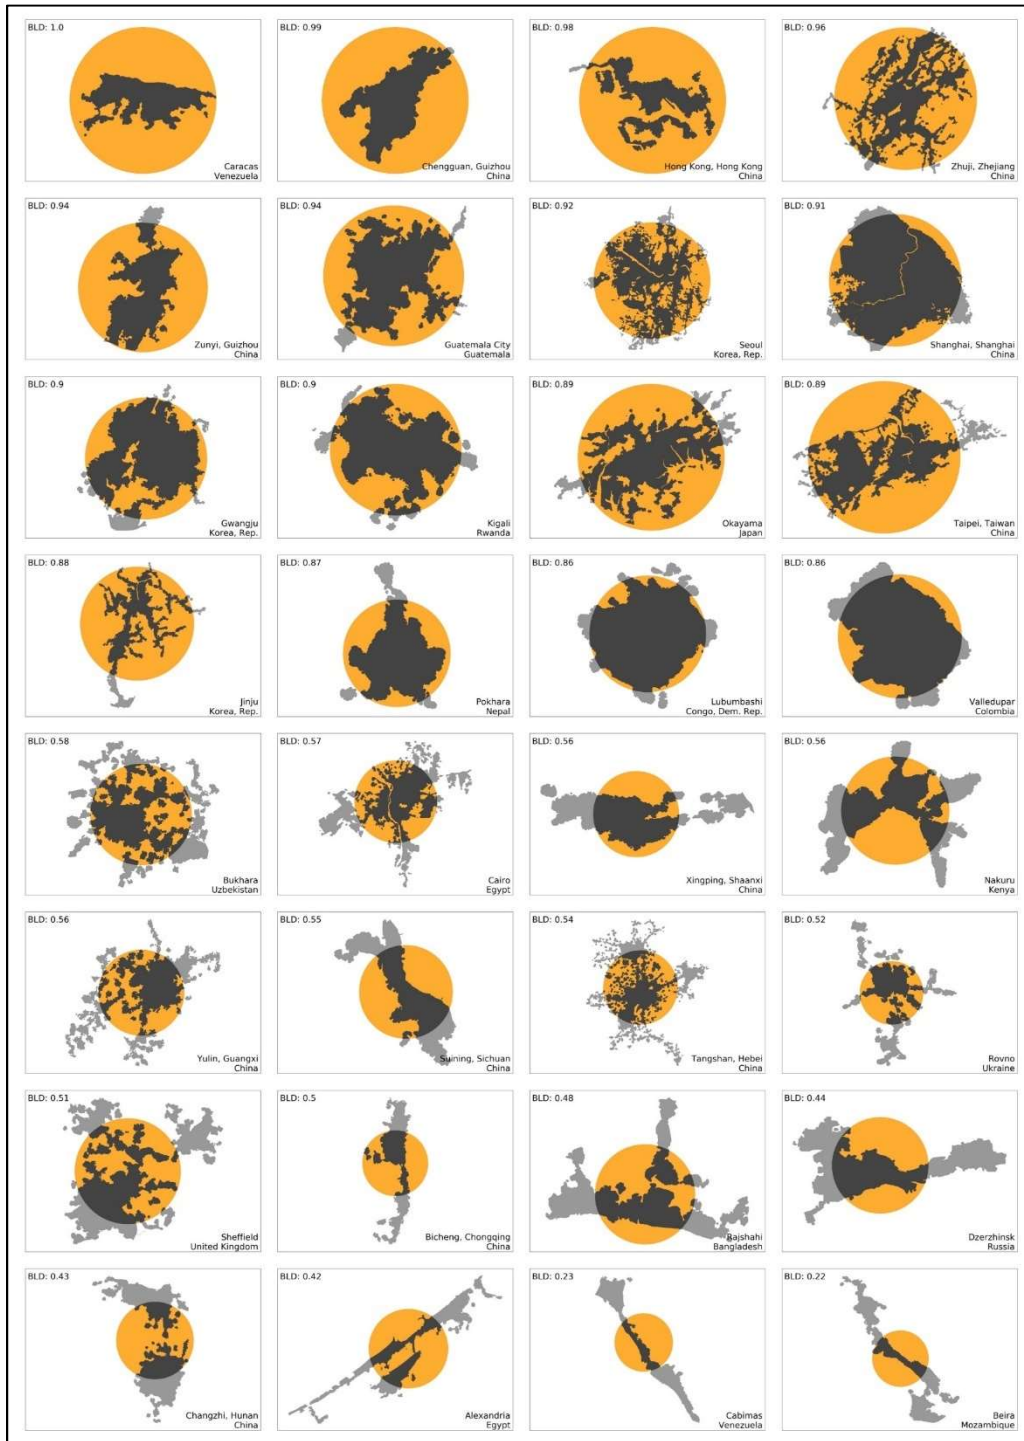 BLD: 1.0
Caracas
Venezuela
BLD: 0.99
Chengguan, Guizhou
China
BLD: 0.98
Hong Kong, Hong Kong
China
BLD: 0.96
Zhuji, Zhejiang
China
BLD: 0.94
Zunyi, Guizhou
China
BLD: 0.94
Guatemala City
Guatemala
BLD: 0.92
Seoul
Korea, Rep.
BLD: 0.91
Shanghai, Shanghai
China
BLD: 0.9
Gwangju
Korea, Rep.
BLD: 0.9
Kigali
Rwanda
BLD: 0.89
Okayama
Japan
BLD: 0.89
Taipei, Taiwan
China
BLD: 0.88
Jinju
Korea, Rep.
BLD: 0.87
Pokhara
Nepal
BLD: 0.86
Lubumbashi
Congo, Dem. Rep.
BLD: 0.86
Valledupar
Colombia
BLD: 0.58
Bukhara
Uzbekistan
BLD: 0.57
Cairo
Egypt
BLD: 0.56
Xingping, Shaanxi
China
BLD: 0.56
Nakuru
Kenya
BLD: 0.56
Yulin, Guangxi
China
BLD: 0.55
Suining, Sichuan
China
BLD: 0.54
Tangshan, Hebei
China
BLD: 0.52
Rovno
Ukraine
BLD: 0.51
Sheffield
United Kingdom
BLD: 0.5
Bicheng, Chongqing
China
BLD: 0.48
Rajshahi
Bangladesh
BLD: 0.44
Dzerzhinsk
Russia
BLD: 0.43
Changzhi, Hunan
China
BLD: 0.42
Alexandria
Egypt
BLD: 0.23
Cabimas
Venezuela
BLD: 0.22
Beira
Mozambique